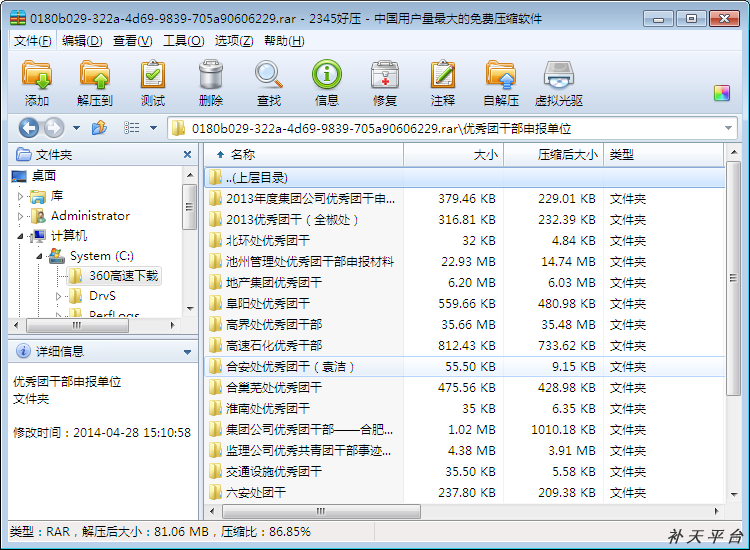 0180b029-322a-4d69-9839-705a90606229.rar - 2345好压 - 中国用户量最大的免费压缩软件
文件(F) 编辑(D) 查看(V) 工具(O) 选项(Z) 帮助(H)
添加 解压到 测试 删除 查找 信息 修复 注释 自解压 虚拟光驱
0180b029-322a-4d69-9839-705a90606229.rar\优秀团干部申报单位
文件夹
桌面
库
Administrator
计算机
System (C:)
360高速下载
DrvS
PerfLogs
详细信息
优秀团干部申报单位
文件夹
修改时间：2014-04-28 15:10:58
名称 大小 压缩后大小 类型
..(上层目录)
2013年度集团公司优秀团干申... 379.46 KB 229.01 KB 文件夹
2013优秀团干（全椒处） 316.81 KB 232.39 KB 文件夹
北环处优秀团干 32 KB 4.84 KB 文件夹
池州管理处优秀团干部申报材料 22.93 MB 14.74 MB 文件夹
地产集团优秀团干 6.20 MB 6.03 MB 文件夹
阜阳处优秀团干 559.66 KB 480.98 KB 文件夹
高界处优秀团干部 35.66 MB 35.48 MB 文件夹
高速石化优秀团干部 812.43 KB 733.62 KB 文件夹
合安处优秀团干（袁洁） 55.50 KB 9.15 KB 文件夹
合巢芜处优秀团干 475.56 KB 428.98 KB 文件夹
淮南处优秀团干 35 KB 6.35 KB 文件夹
集团公司优秀团干部——合肥... 1.02 MB 1010.18 KB 文件夹
监理公司优秀共青团干部事迹... 4.38 MB 3.91 MB 文件夹
交通设施优秀团干 35.50 KB 5.58 KB 文件夹
六安处团干 237.80 KB 209.38 KB 文件夹
类型：RAR，解压后大小：81.06 MB，压缩比：86.85%
补天平台